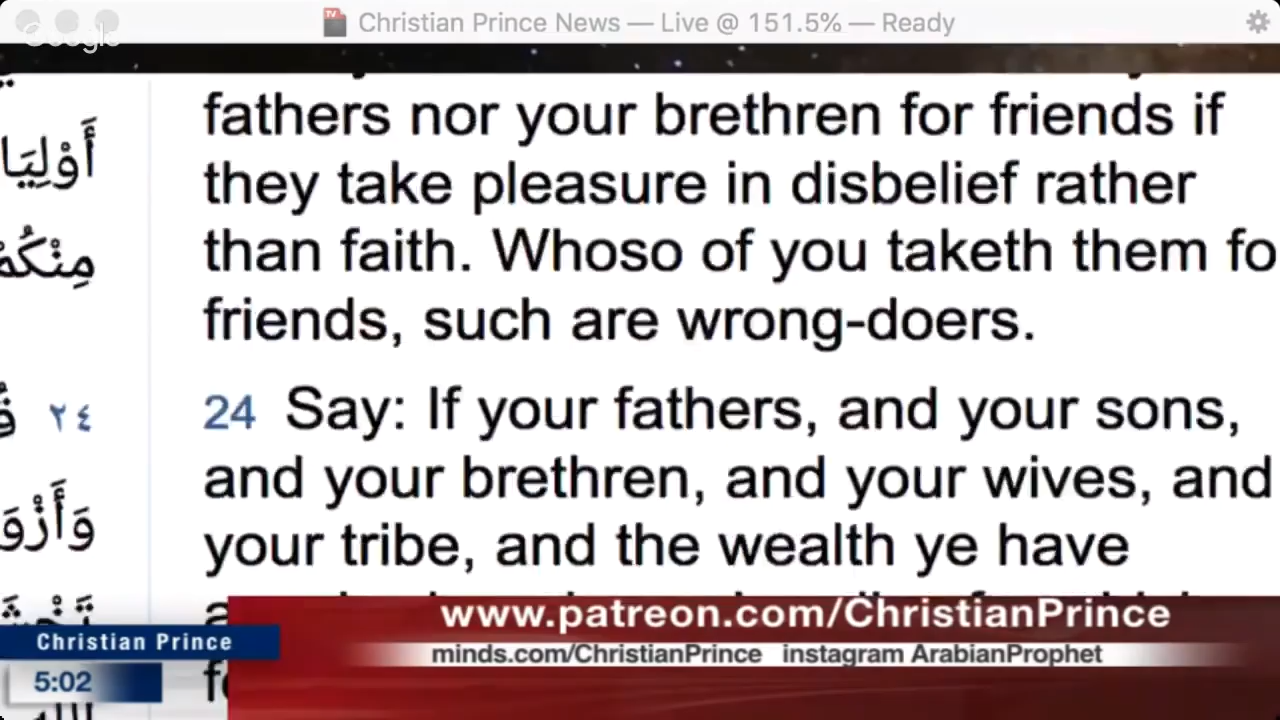 Christian Prince News — Live @ 151.5% — Ready
Google
fathers nor your brethren for friends if
they take pleasure in disbelief rather
than faith. Whoso of you taketh them fo
friends, such are wrong-doers.
أَوْلِيَا
مِنْكُمْ
24 Say: If your fathers, and your sons,
and your brethren, and your wives, and
your tribe, and the wealth ye have
٢٤
وَأَزْوَ
www.patreon.com/ChristianPrince
minds.com/ChristianPrince instagram ArabianProphet
Christian Prince
5:02